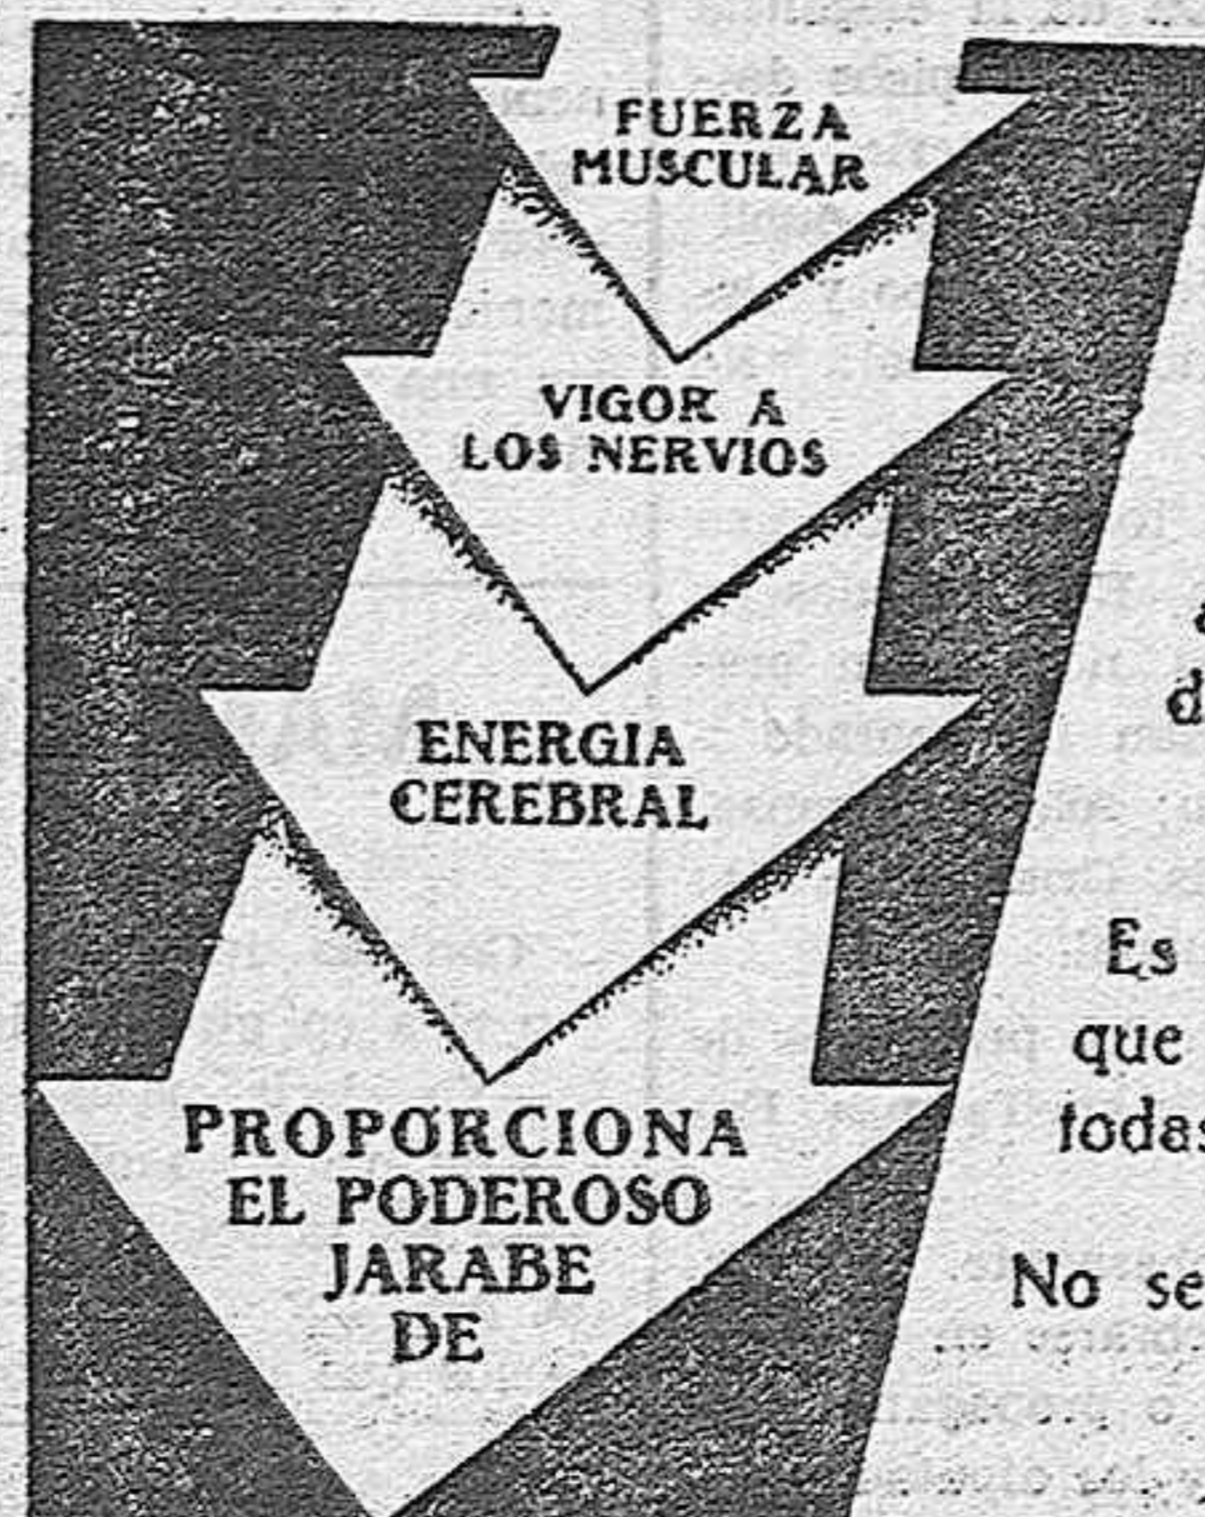 FUERZA
MUSCULAR
VIGOR A
LOS NERVIOS
ENERGIA
CEREBRAL
PROPORCIONA
EL PODEROSO
JARABE
DE
Es
que
todas
No se